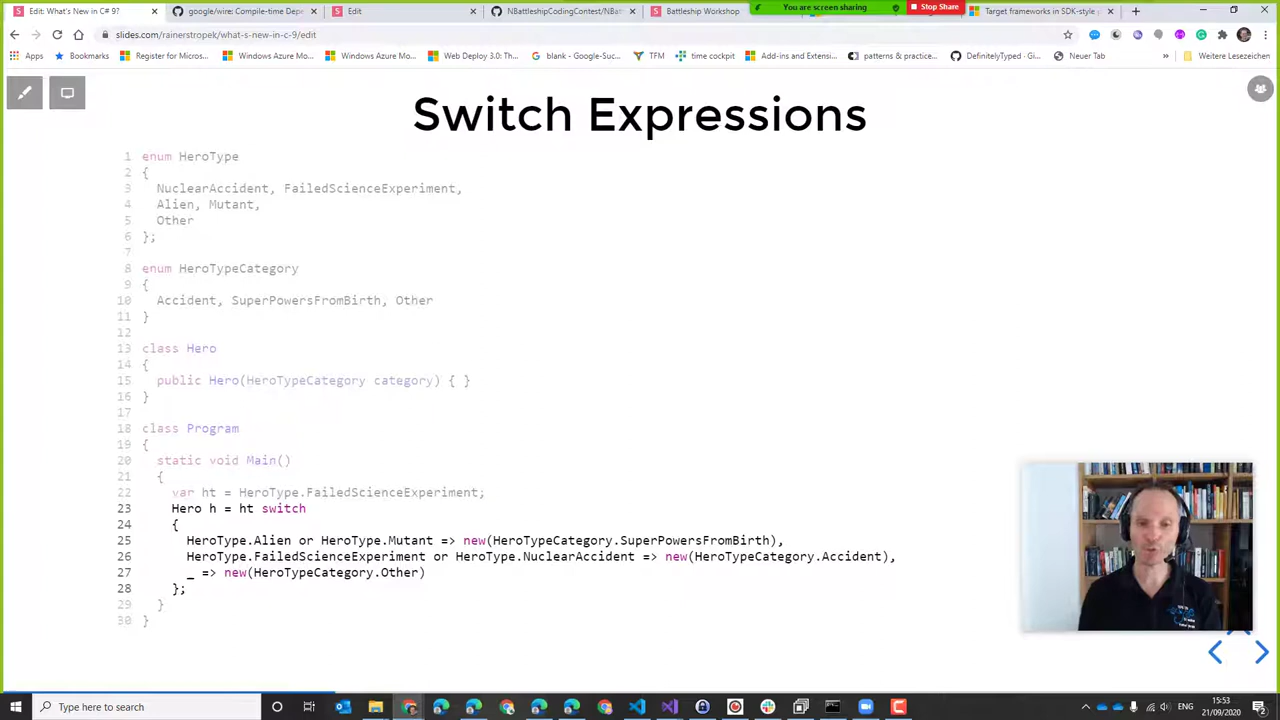 Edit: What's New in C# 9?
google/wire: Compile-time Depe
Edit
NBattleshipCodingContest/NBatt
Battleship Workshop
You are screen sharing
Stop Share
Target frameworks in SDK-style p
slides.com/rainerstropek/what-s-new-in-c-9/edit
Apps
Bookmarks
Register for Micros...
Windows Azure Mo...
Windows Azure Mo...
Web Deploy 3.0: Th...
blank - Google-Suc...
TFM
time cockpit
Add-ins and Extensi...
patterns & practice...
DefinitelyTyped · Gi...
Neuer Tab
»
Weitere Lesezeichen
Switch Expressions
1 enum HeroType
2 {
3 NuclearAccident, FailedScienceExperiment,
4 Alien, Mutant,
5 Other
6 };
7
8 enum HeroTypeCategory
9 {
10 Accident, SuperPowersFromBirth, Other
11 }
12
13 class Hero
14 {
15 public Hero(HeroTypeCategory category) { }
16 }
17
18 class Program
19 {
20 static void Main()
21 {
22 var ht = HeroType.FailedScienceExperiment;
23 Hero h = ht switch
24 {
25 HeroType.Alien or HeroType.Mutant => new(HeroTypeCategory.SuperPowersFromBirth),
26 HeroType.FailedScienceExperiment or HeroType.NuclearAccident => new(HeroTypeCategory.Accident),
27 _ => new(HeroTypeCategory.Other)
28 };
29 }
30 }
Type here to search
ENG
15:53
21/09/2020